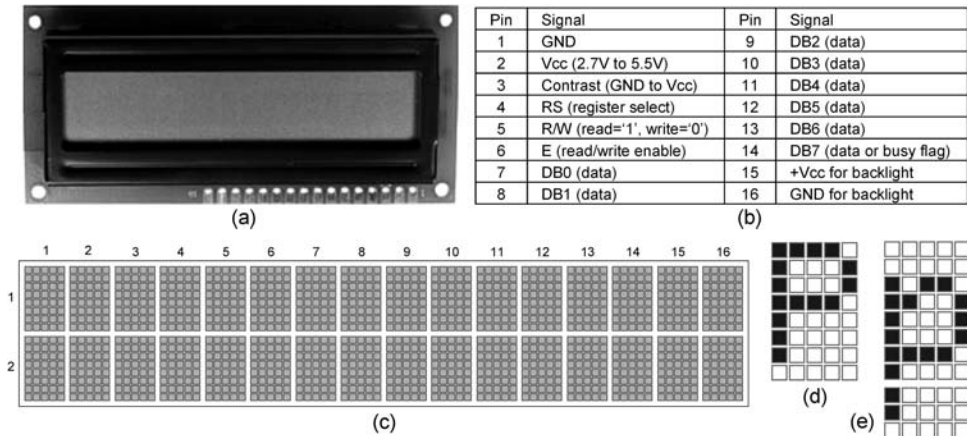 (a)
Pin Signal Pin Signal
1 GND 9 DB2 (data)
2 Vcc (2.7V to 5.5V) 10 DB3 (data)
3 Contrast (GND to Vcc) 11 DB4 (data)
4 RS (register select) 12 DB5 (data)
5 R/W (read=‘1’, write=‘0’) 13 DB6 (data)
6 E (read/write enable) 14 DB7 (data or busy flag)
7 DB0 (data) 15 +Vcc for backlight
8 DB1 (data) 16 GND for backlight
(b)
1 2 3 4 5 6 7 8 9 10 11 12 13 14 15 16
1
2
(c)
(d)
(e)